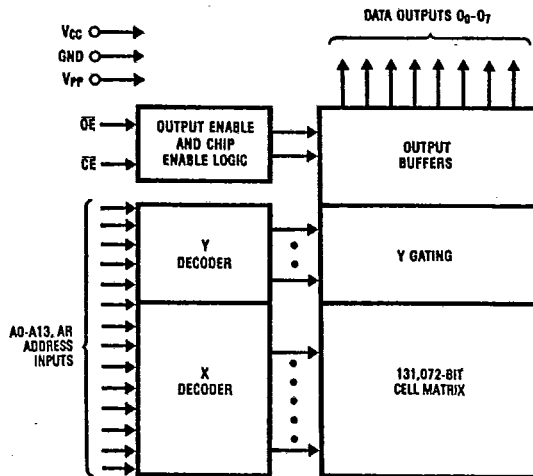 DATA OUTPUTS O0-O7
VCC
GND
VPP
OE
CE
OUTPUT ENABLE
AND CHIP
ENABLE LOGIC
OUTPUT
BUFFERS
Y
DECODER
Y GATING
A0-A13, AR
ADDRESS
INPUTS
X
DECODER
131,072-BIT
CELL MATRIX